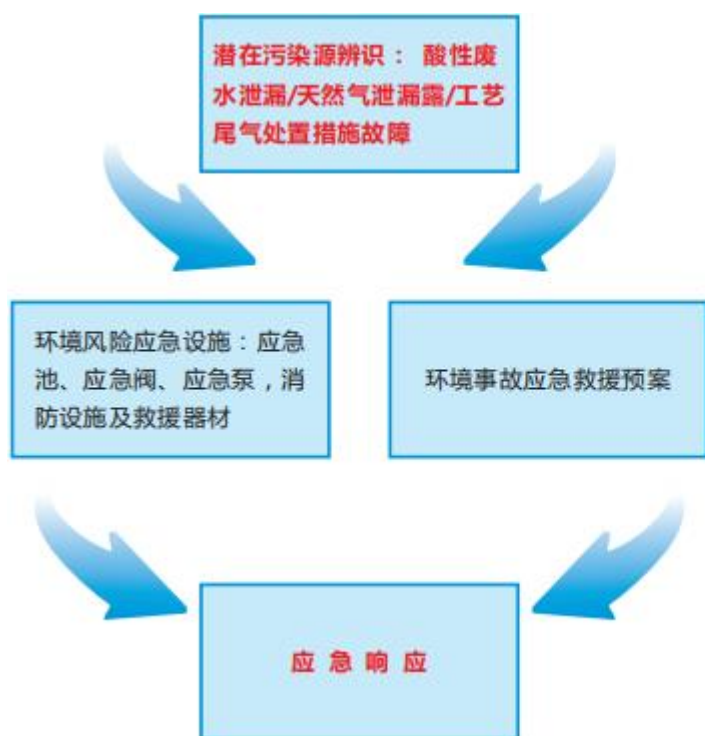 潜在污染源辨识： 酸性废
水泄漏/天然气泄漏露/工艺
尾气处置措施故障
环境风险应急设施：应急
池、应急阀、应急泵，消
防设施及救援器材
环境事故应急救援预案
应 急 响 应